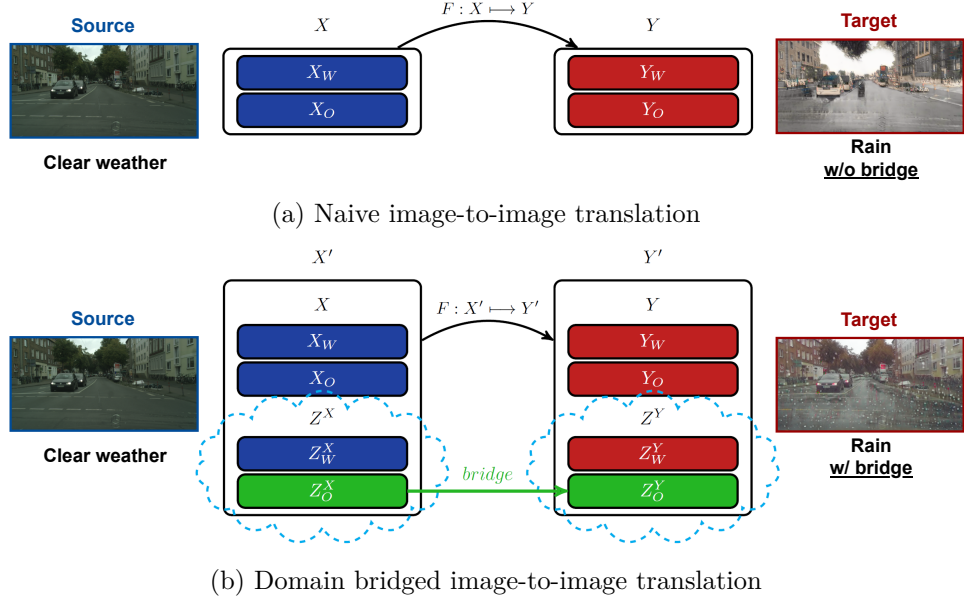 Source
X
F : X ⟼ Y
Y
Target
X_W
Y_W
X_O
Y_O
Clear weather
Rain
w/o bridge
(a) Naive image-to-image translation
X′
Y′
Source
X
F : X′ ⟼ Y′
Y
Target
X_W
Y_W
X_O
Y_O
Z^X
Z^Y
Clear weather
Rain
w/ bridge
Z^X_W
Z^Y_W
bridge
Z^X_O
Z^Y_O
(b) Domain bridged image-to-image translation